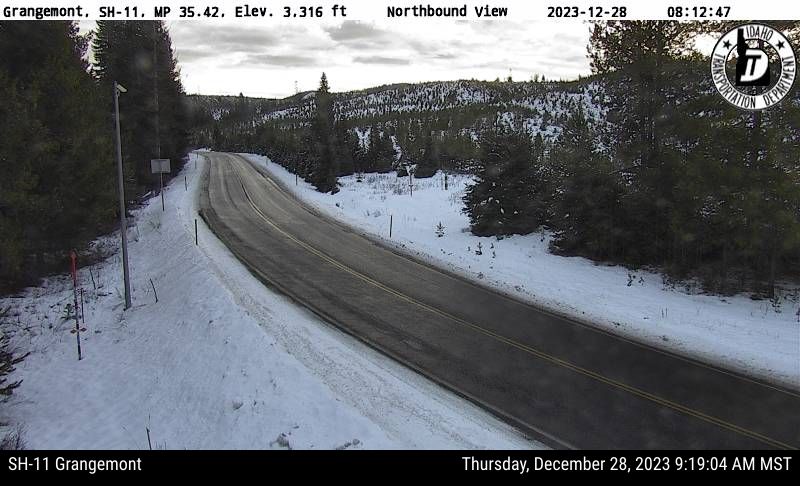 Grangemont, SH-11, MP 35.42, Elev. 3,316 ft Northbound View 2023-12-28 08:12:47
IDAHO
TRANSPORTATION DEPARTMENT
SH-11 Grangemont Thursday, December 28, 2023 9:19:04 AM MST